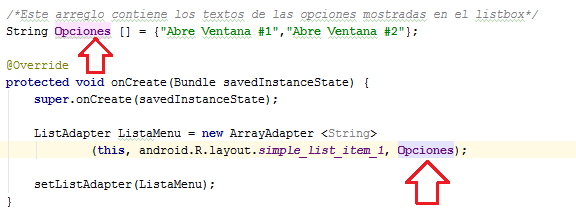 /*Este arreglo contiene los textos de las opciones mostradas en el listbox*/
String Opciones [] = {"Abre Ventana #1","Abre Ventana #2"};
@Override
protected void onCreate(Bundle savedInstanceState) {
super.onCreate(savedInstanceState);
ListAdapter ListaMenu = new ArrayAdapter <String>
(this, android.R.layout.simple_list_item_1, Opciones);
setListAdapter(ListaMenu);
}